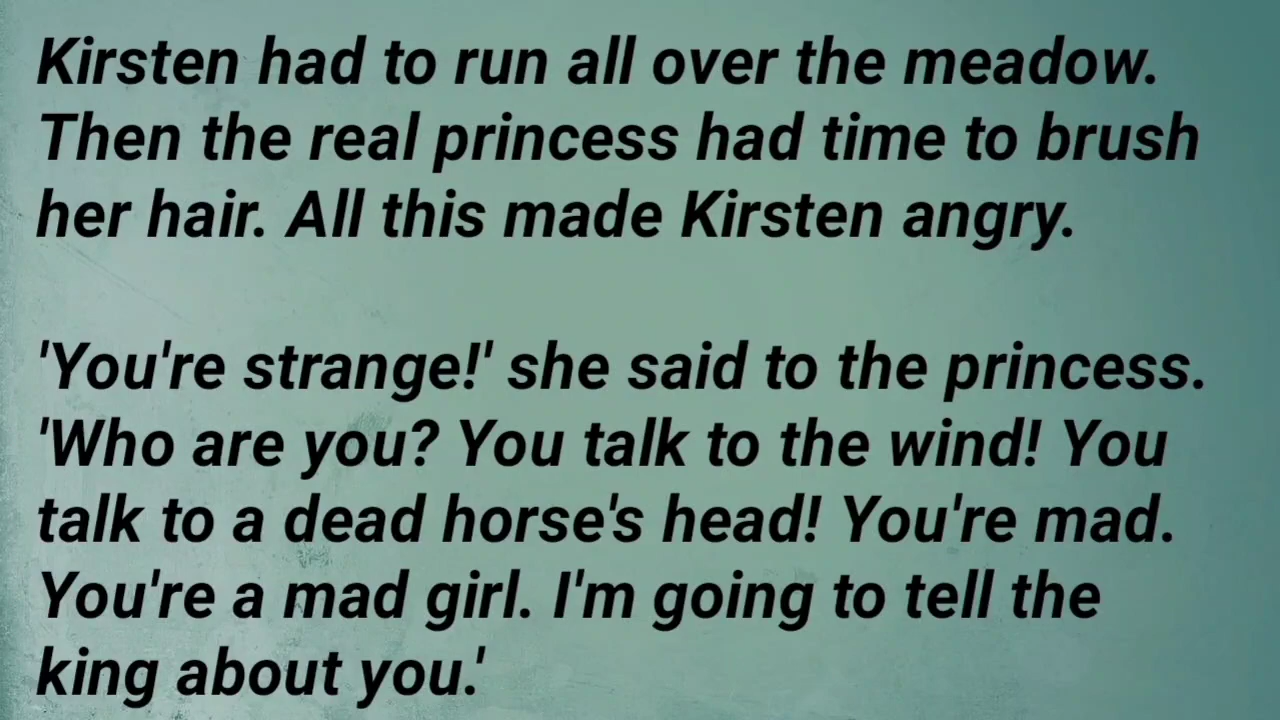 Kirsten had to run all over the meadow.
Then the real princess had time to brush
her hair. All this made Kirsten angry.
'You're strange!' she said to the princess.
'Who are you? You talk to the wind! You
talk to a dead horse's head! You're mad.
You're a mad girl. I'm going to tell the
king about you.'